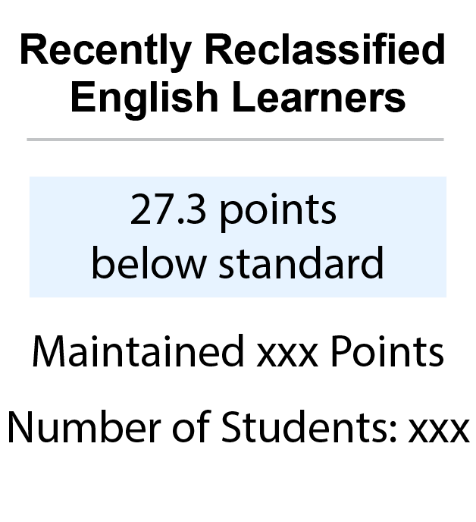 Recently Reclassified
English Learners
27.3 points
below standard
Maintained xxx Points
Number of Students: xxx